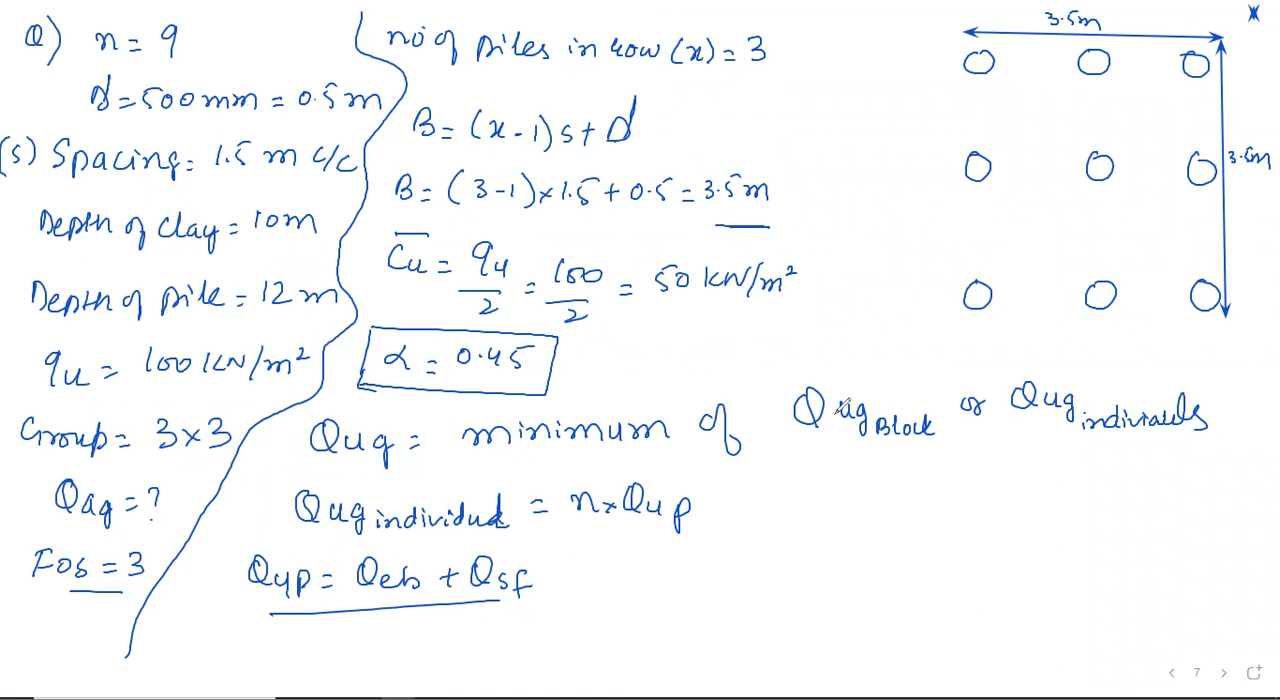 Q) n = 9
d = 500mm = 0.5m
(s) Spacing = 1.5 m c/c
Depth of clay = 10m
Depth of pile = 12 m
qu = 100 KN/m²
Group = 3×3
Qag = ?
FOS = 3
no of piles in row (x) = 3
B = (x-1) s + d
B = (3-1)×1.5 + 0.5 = 3.5m
Cu = qu/2 = 100/2 = 50 KN/m²
α = 0.45
Qug = minimum of Qug Block or Qug individuals
Qug individual = n × Qup
Qup = Qeb + Qsf
3.5m
3.5m
7